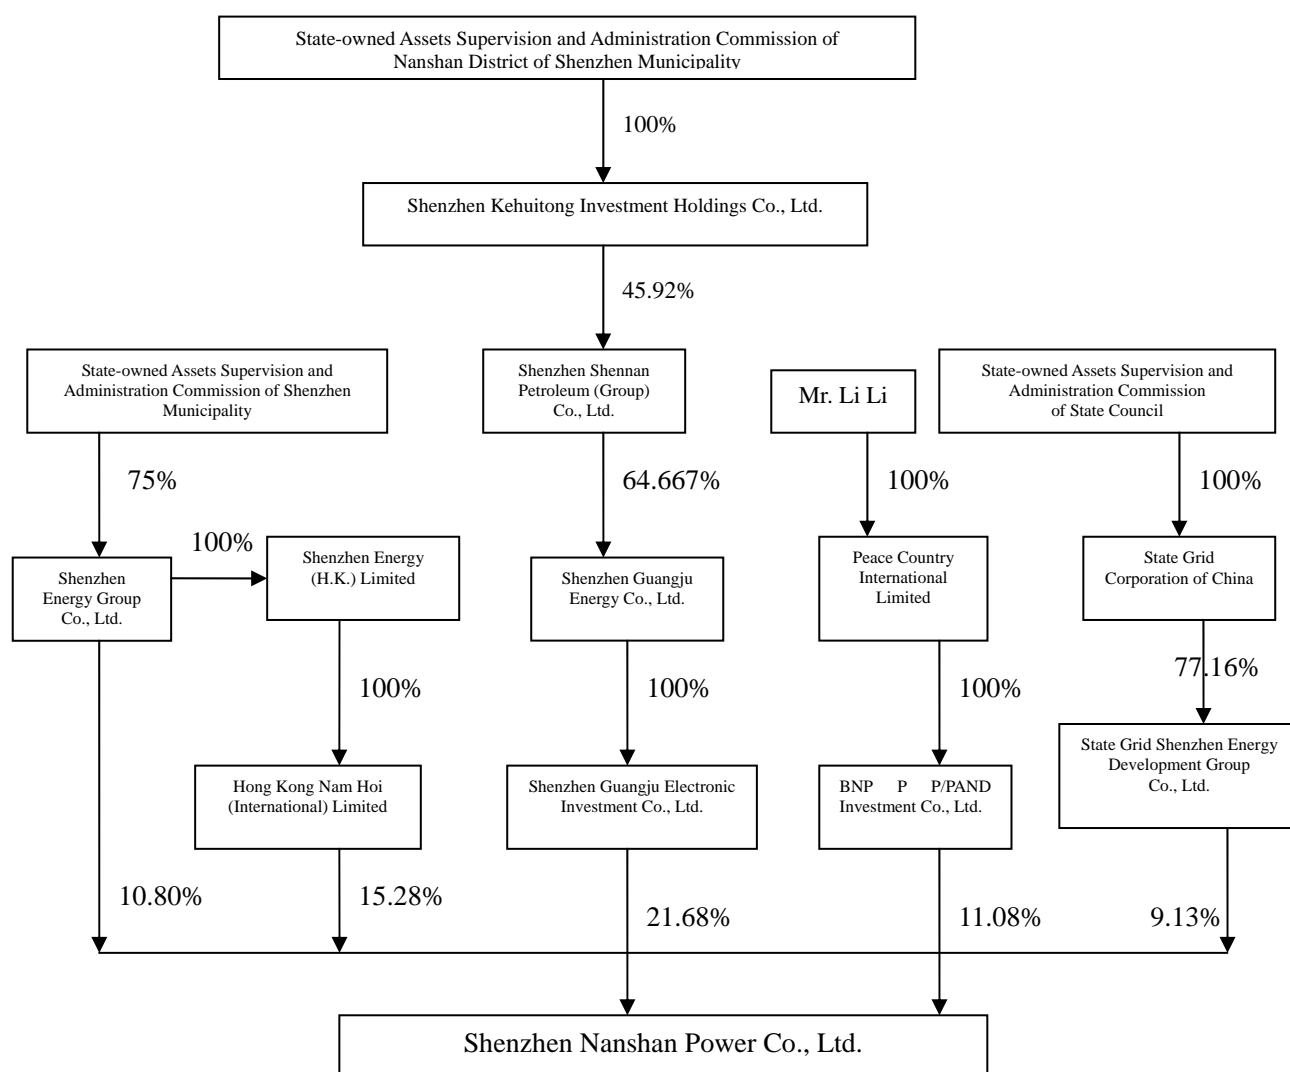 State-owned Assets Supervision and Administration Commission of
Nanshan District of Shenzhen Municipality
100%
Shenzhen Kehuitong Investment Holdings Co., Ltd.
45.92%
State-owned Assets Supervision and
Administration Commission of Shenzhen
Municipality
Shenzhen Shennan
Petroleum (Group)
Co., Ltd.
Mr. Li Li
State-owned Assets Supervision and
Administration Commission
of State Council
75%
64.667%
100%
100%
100%
Shenzhen
Energy Group
Co., Ltd.
Shenzhen Energy
(H.K.) Limited
Shenzhen Guangju
Energy Co., Ltd.
Peace Country
International
Limited
State Grid
Corporation of China
100%
100%
100%
77.16%
Hong Kong Nam Hoi
(International) Limited
Shenzhen Guangju Electronic
Investment Co., Ltd.
BNP P P/PAND
Investment Co., Ltd.
State Grid Shenzhen Energy
Development Group
Co., Ltd.
10.80%
15.28%
21.68%
11.08%
9.13%
Shenzhen Nanshan Power Co., Ltd.